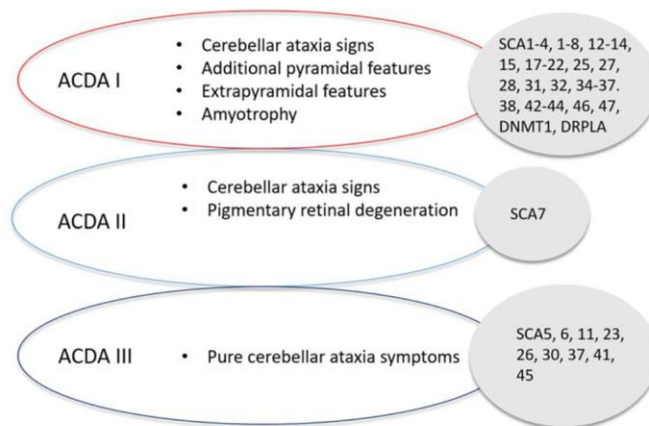 ACDA I
• Cerebellar ataxia signs
• Additional pyramidal features
• Extrapyramidal features
• Amyotrophy
SCA1-4, 1-8, 12-14,
15, 17-22, 25, 27,
28, 31, 32, 34-37.
38, 42-44, 46, 47,
DNMT1, DRPLA
ACDA II
• Cerebellar ataxia signs
• Pigmentary retinal degeneration
SCA7
ACDA III
• Pure cerebellar ataxia symptoms
SCA5, 6, 11, 23,
26, 30, 37, 41,
45